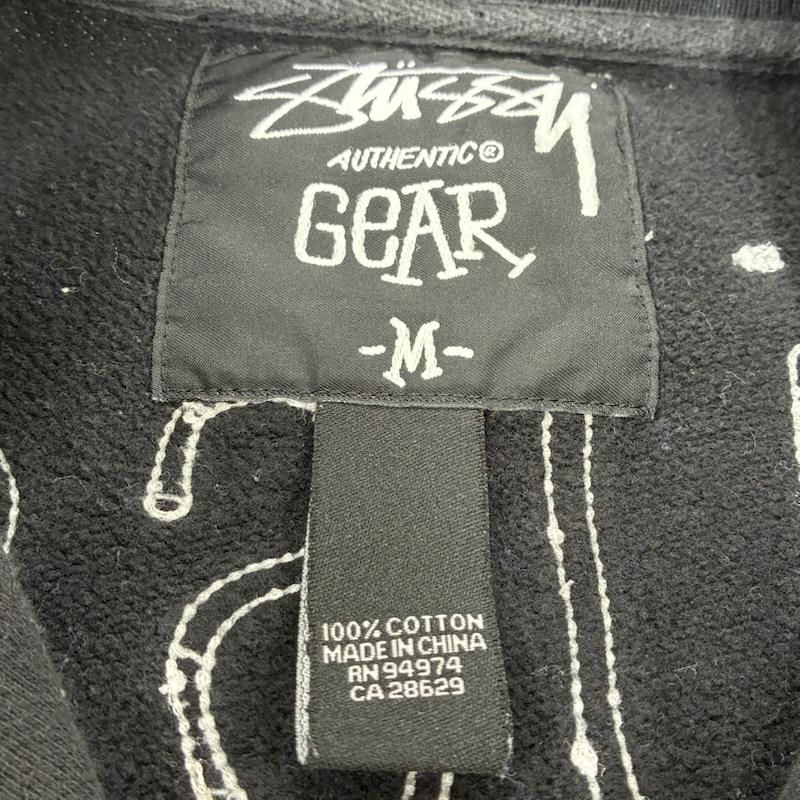 Stüssy
AUTHENTIC®
GeAR
-M-
100% COTTON
MADE IN CHINA
RN 94974
CA 28629